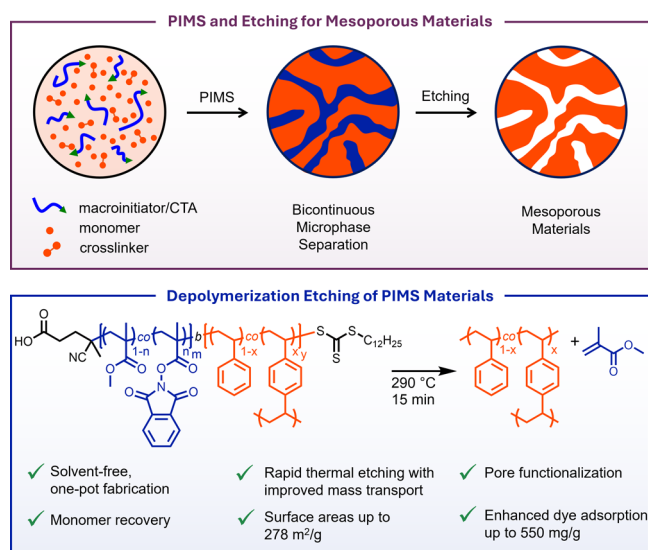 PIMS and Etching for Mesoporous Materials
PIMS
Etching
macroinitiator/CTA
monomer
crosslinker
Bicontinuous
Microphase
Separation
Mesoporous
Materials
Depolymerization Etching of PIMS Materials
HO
O
NC
co
1-n
n
m
b
co
1-x
x
y
S
S
S
C12H25
O
O
O
O
O
N
O
290 °C
15 min
co
1-x
x
+
O
O
✓ Solvent-free,
one-pot fabrication
✓ Rapid thermal etching with
improved mass transport
✓ Pore functionalization
✓ Monomer recovery
✓ Surface areas up to
278 m²/g
✓ Enhanced dye adsorption
up to 550 mg/g